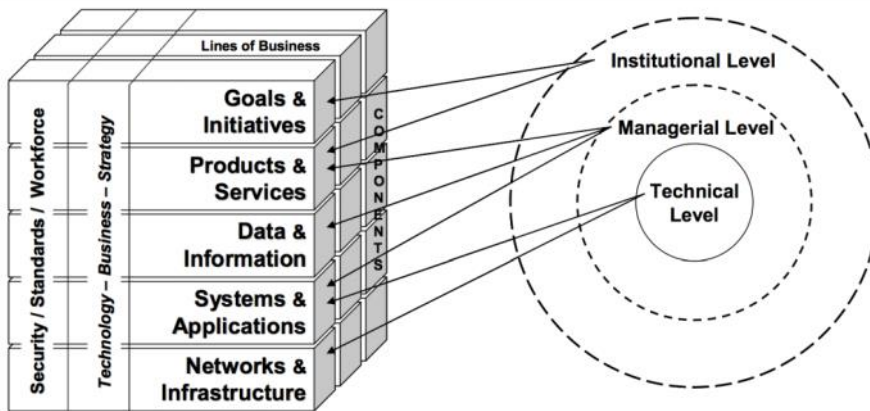 Lines of Business
Security / Standards / Workforce
Technology – Business – Strategy
Goals &
Initiatives
Products &
Services
Data &
Information
Systems &
Applications
Networks &
Infrastructure
COMPONENTS
Institutional Level
Managerial Level
Technical
Level